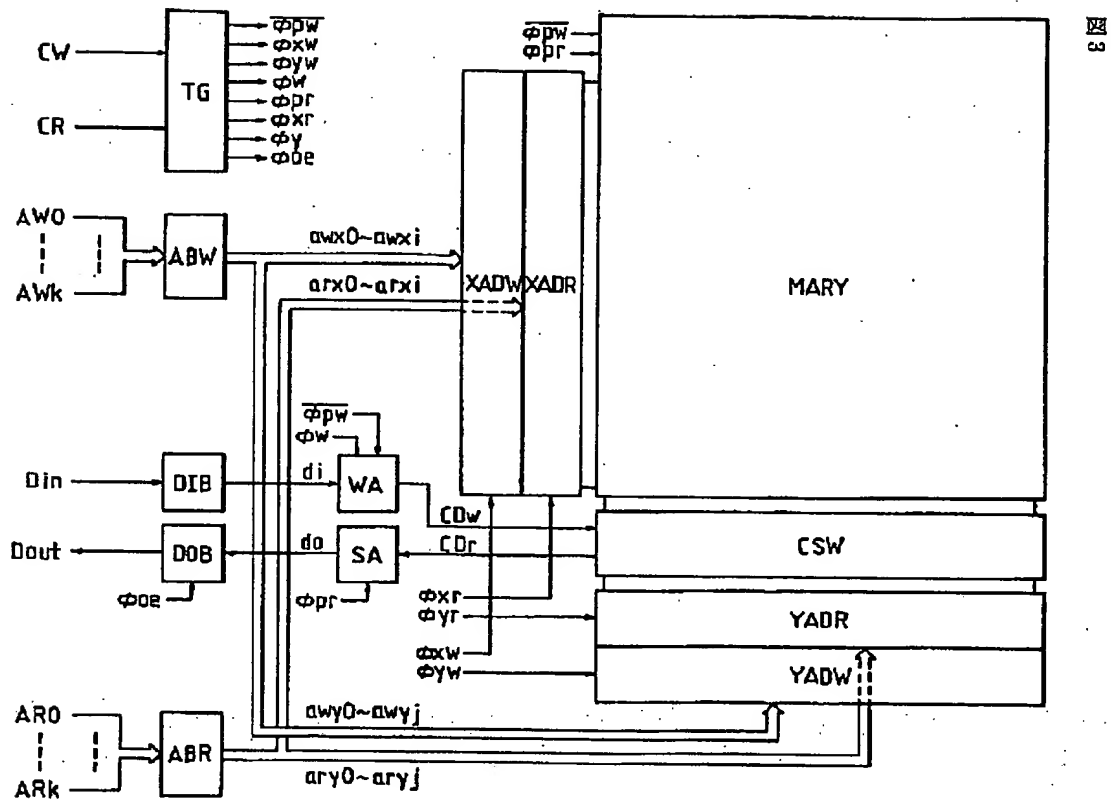 図3
CW
CR
TG
φpw
φxw
φyw
φw
φpr
φxr
φy
φoe
φpw
φpr
AW0
AWk
ABW
awx0~awxi
arx0~arxi
XADW
XADR
MARY
φpw
φw
Din
DIB
di
WA
CDw
CDr
Dout
DOB
do
SA
CSW
φoe
φpr
φxr
φyr
φxw
φyw
YADR
YADW
AR0
ARk
ABR
awy0~awyj
ary0~aryj